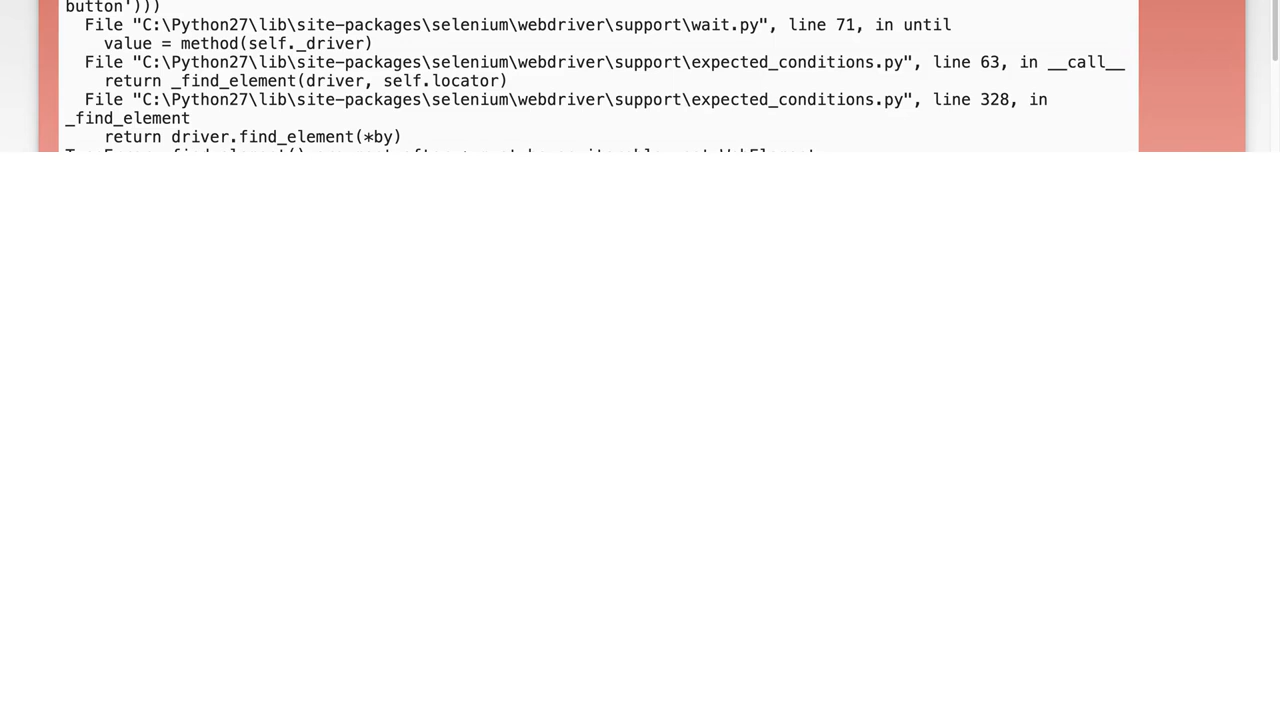 button')))
File "C:\Python27\lib\site-packages\selenium\webdriver\support\wait.py", line 71, in until
value = method(self._driver)
File "C:\Python27\lib\site-packages\selenium\webdriver\support\expected_conditions.py", line 63, in __call__
return _find_element(driver, self.locator)
File "C:\Python27\lib\site-packages\selenium\webdriver\support\expected_conditions.py", line 328, in
_find_element
return driver.find_element(*by)